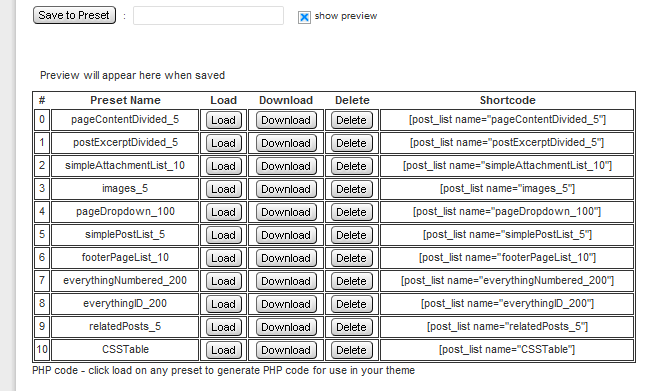 Save to Preset : show preview
Preview will appear here when saved
# Preset Name Load Download Delete Shortcode
0 pageContentDivided_5 Load Download Delete [post_list name="pageContentDivided_5"]
1 postExcerptDivided_5 Load Download Delete [post_list name="postExcerptDivided_5"]
2 simpleAttachmentList_10 Load Download Delete [post_list name="simpleAttachmentList_10"]
3 images_5 Load Download Delete [post_list name="images_5"]
4 pageDropdown_100 Load Download Delete [post_list name="pageDropdown_100"]
5 simplePostList_5 Load Download Delete [post_list name="simplePostList_5"]
6 footerPageList_10 Load Download Delete [post_list name="footerPageList_10"]
7 everythingNumbered_200 Load Download Delete [post_list name="everythingNumbered_200"]
8 everythingID_200 Load Download Delete [post_list name="everythingID_200"]
9 relatedPosts_5 Load Download Delete [post_list name="relatedPosts_5"]
10 CSSTable Load Download Delete [post_list name="CSSTable"]
PHP code - click load on any preset to generate PHP code for use in your theme